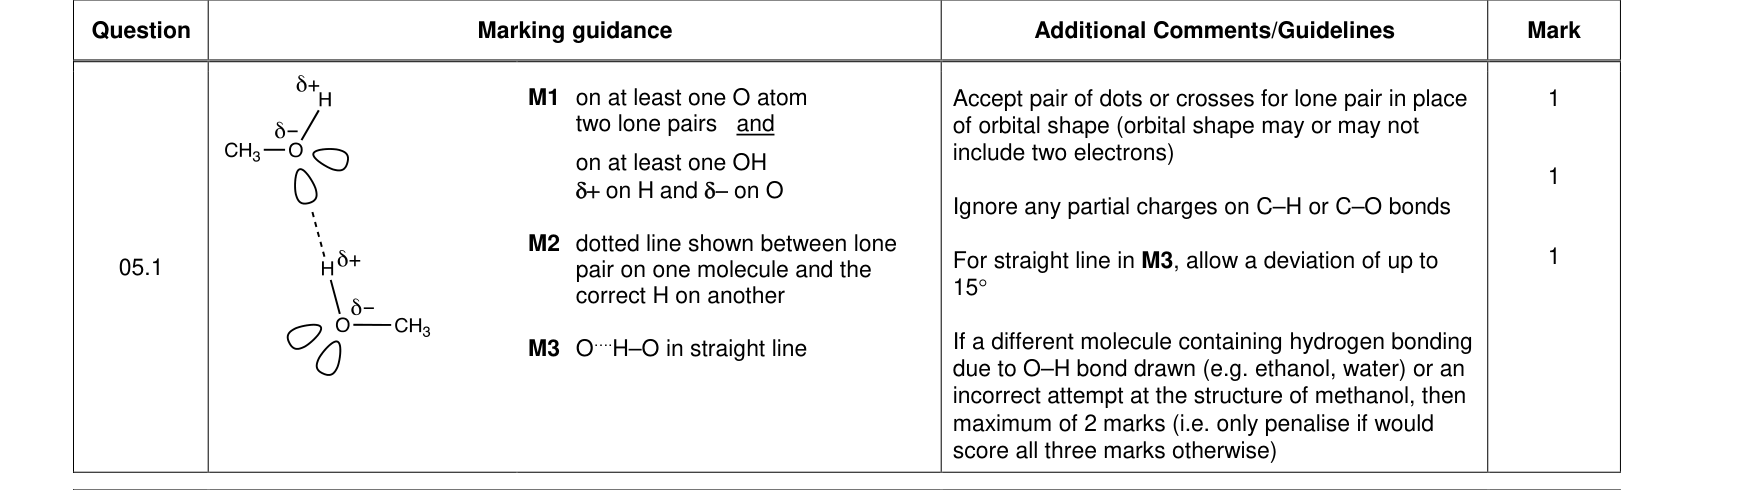 Question Marking guidance Additional Comments/Guidelines Mark
05.1
δ+
H
δ−
CH₃ O
H δ+
δ−
O CH₃
M1 on at least one O atom
two lone pairs and
on at least one OH
δ+ on H and δ– on O
M2 dotted line shown between lone
pair on one molecule and the
correct H on another
M3 O····H–O in straight line
Accept pair of dots or crosses for lone pair in place
of orbital shape (orbital shape may or may not
include two electrons)
Ignore any partial charges on C–H or C–O bonds
For straight line in M3, allow a deviation of up to
15°
If a different molecule containing hydrogen bonding
due to O–H bond drawn (e.g. ethanol, water) or an
incorrect attempt at the structure of methanol, then
maximum of 2 marks (i.e. only penalise if would
score all three marks otherwise)
1
1
1